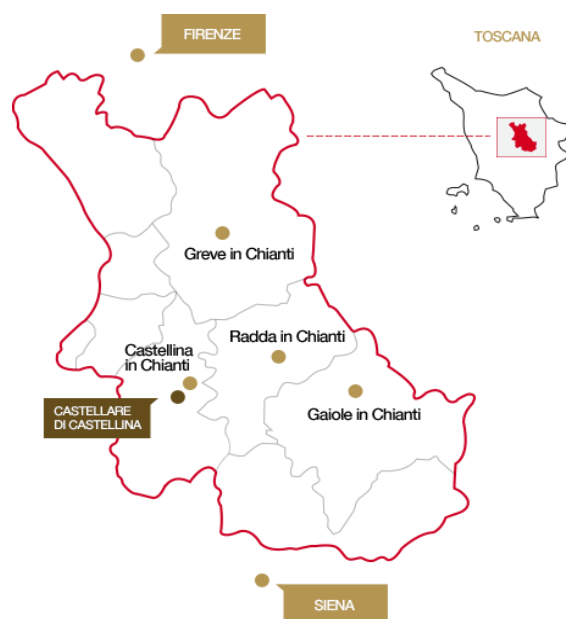 FIRENZE
TOSCANA
Greve in Chianti
Radda in Chianti
Castellina
in Chianti
CASTELLARE
DI CASTELLINA
Gaiole in Chianti
SIENA